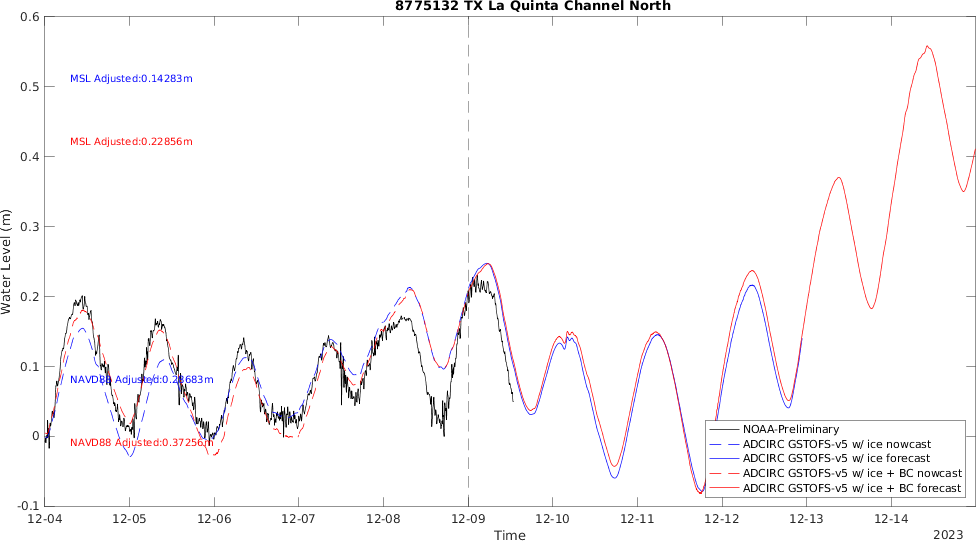 8775132 TX La Quinta Channel North
0.6
0.5
0.4
0.3
0.2
0.1
0
-0.1
Water Level (m)
MSL Adjusted:0.14283m
MSL Adjusted:0.22856m
NAVD88 Adjusted:0.28683m
NAVD88 Adjusted:0.37256m
NOAA-Preliminary
ADCIRC GSTOFS-v5 w/ ice nowcast
ADCIRC GSTOFS-v5 w/ ice forecast
ADCIRC GSTOFS-v5 w/ ice + BC nowcast
ADCIRC GSTOFS-v5 w/ ice + BC forecast
12-04 12-05 12-06 12-07 12-08 12-09 12-10 12-11 12-12 12-13 12-14
Time
2023